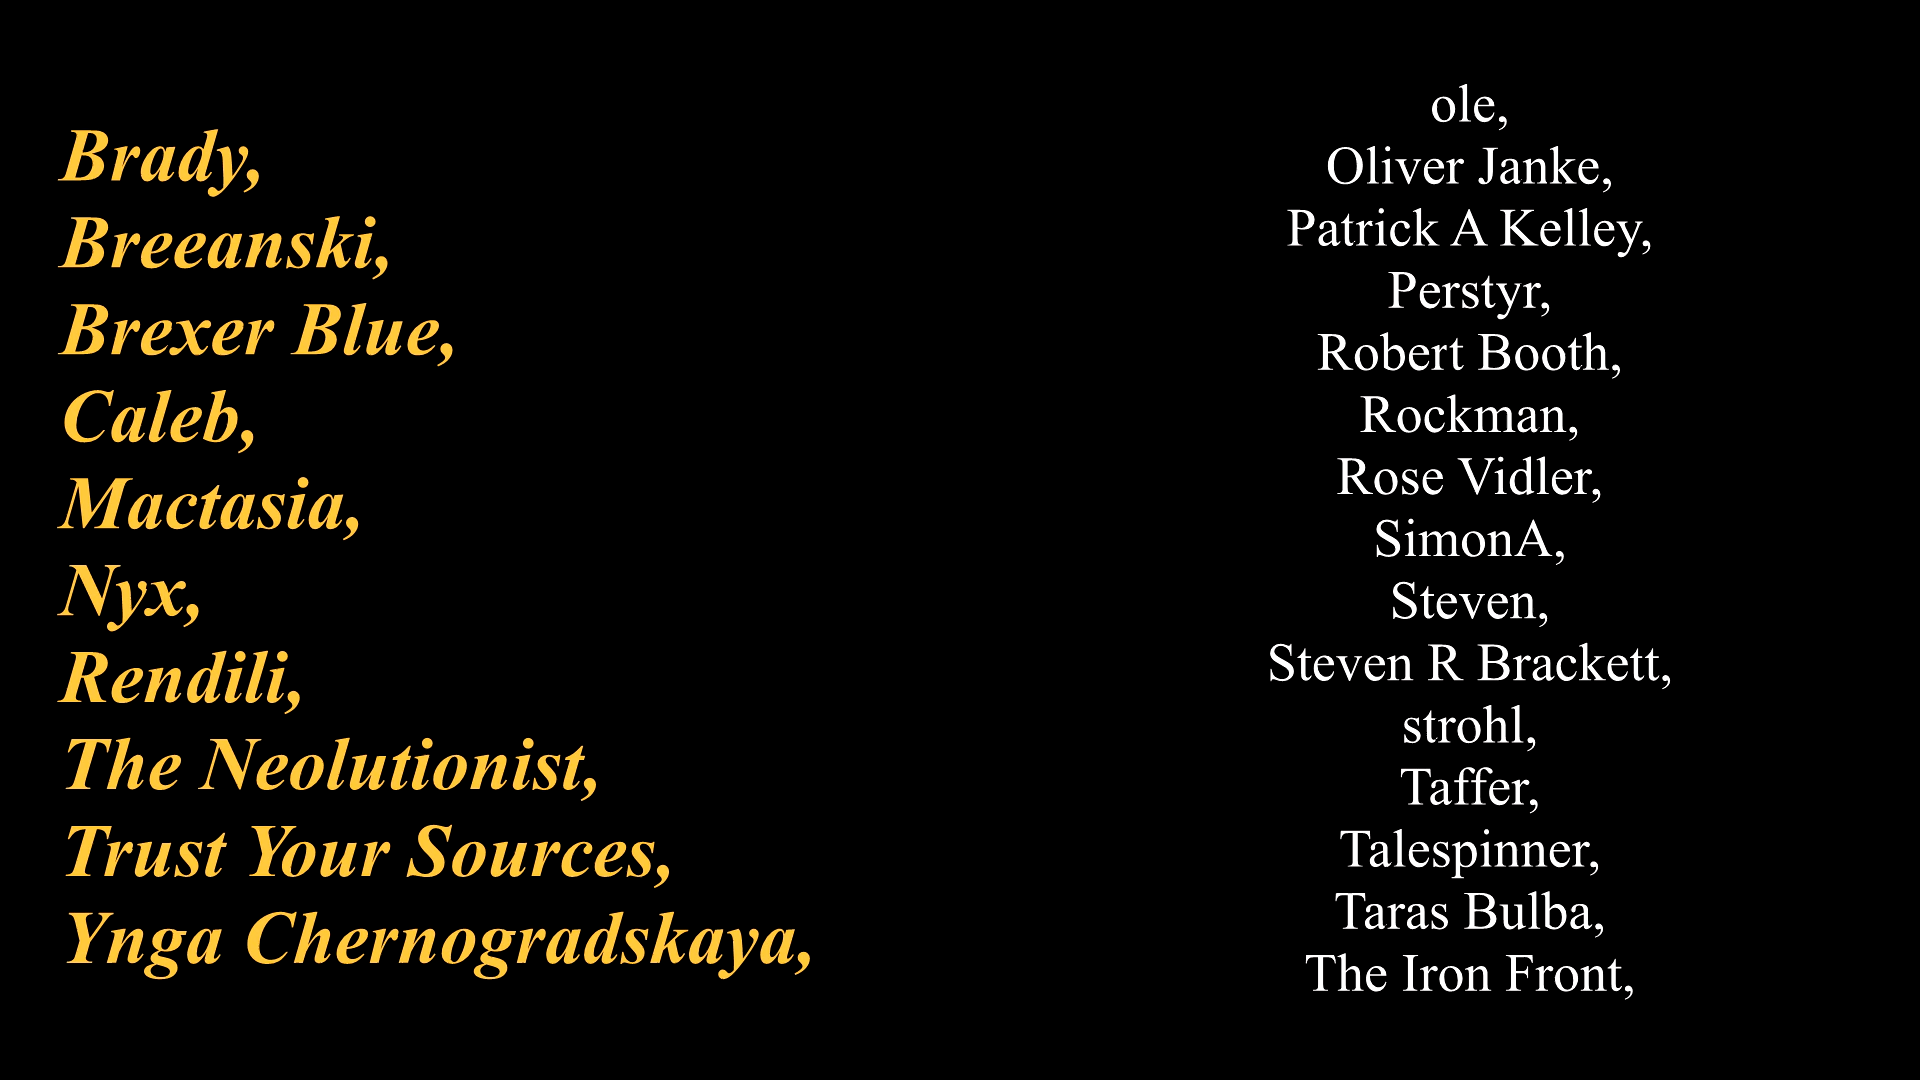 Brady,
Breeanski,
Brexer Blue,
Caleb,
Mactasia,
Nyx,
Rendili,
The Neolutionist,
Trust Your Sources,
Ynga Chernogradskaya,
ole,
Oliver Janke,
Patrick A Kelley,
Perstyr,
Robert Booth,
Rockman,
Rose Vidler,
SimonA,
Steven,
Steven R Brackett,
strohl,
Taffer,
Talespinner,
Taras Bulba,
The Iron Front,